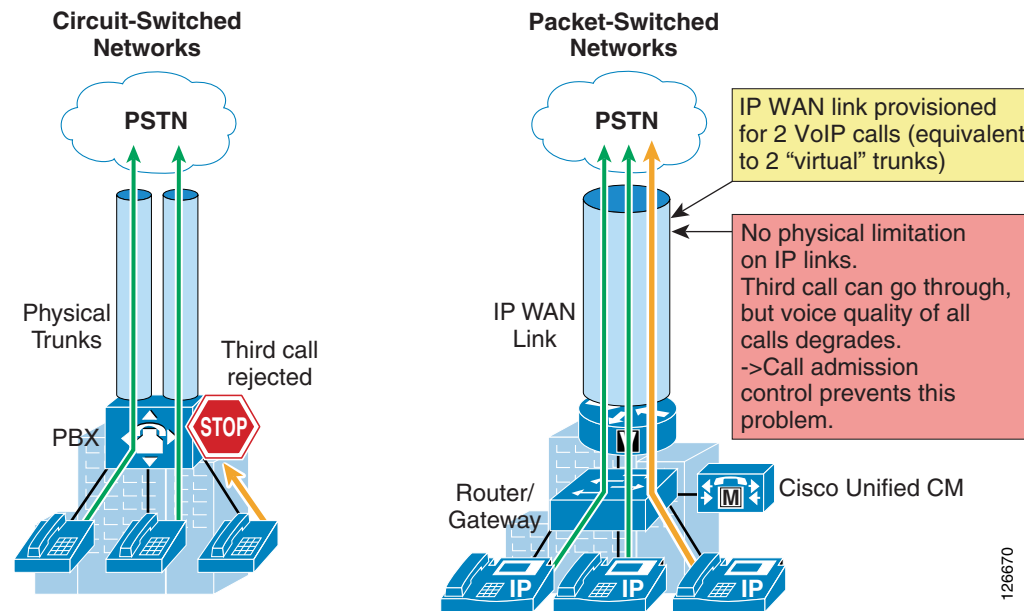 Circuit-Switched
Networks
PSTN
Physical
Trunks
Third call
rejected
PBX
STOP
Packet-Switched
Networks
PSTN
IP WAN link provisioned
for 2 VoIP calls (equivalent
to 2 “virtual” trunks)
No physical limitation
on IP links.
Third call can go through,
but voice quality of all
calls degrades.
->Call admission
control prevents this
problem.
IP WAN
Link
V
Router/
Gateway
M
Cisco Unified CM
IP
IP
IP
126670